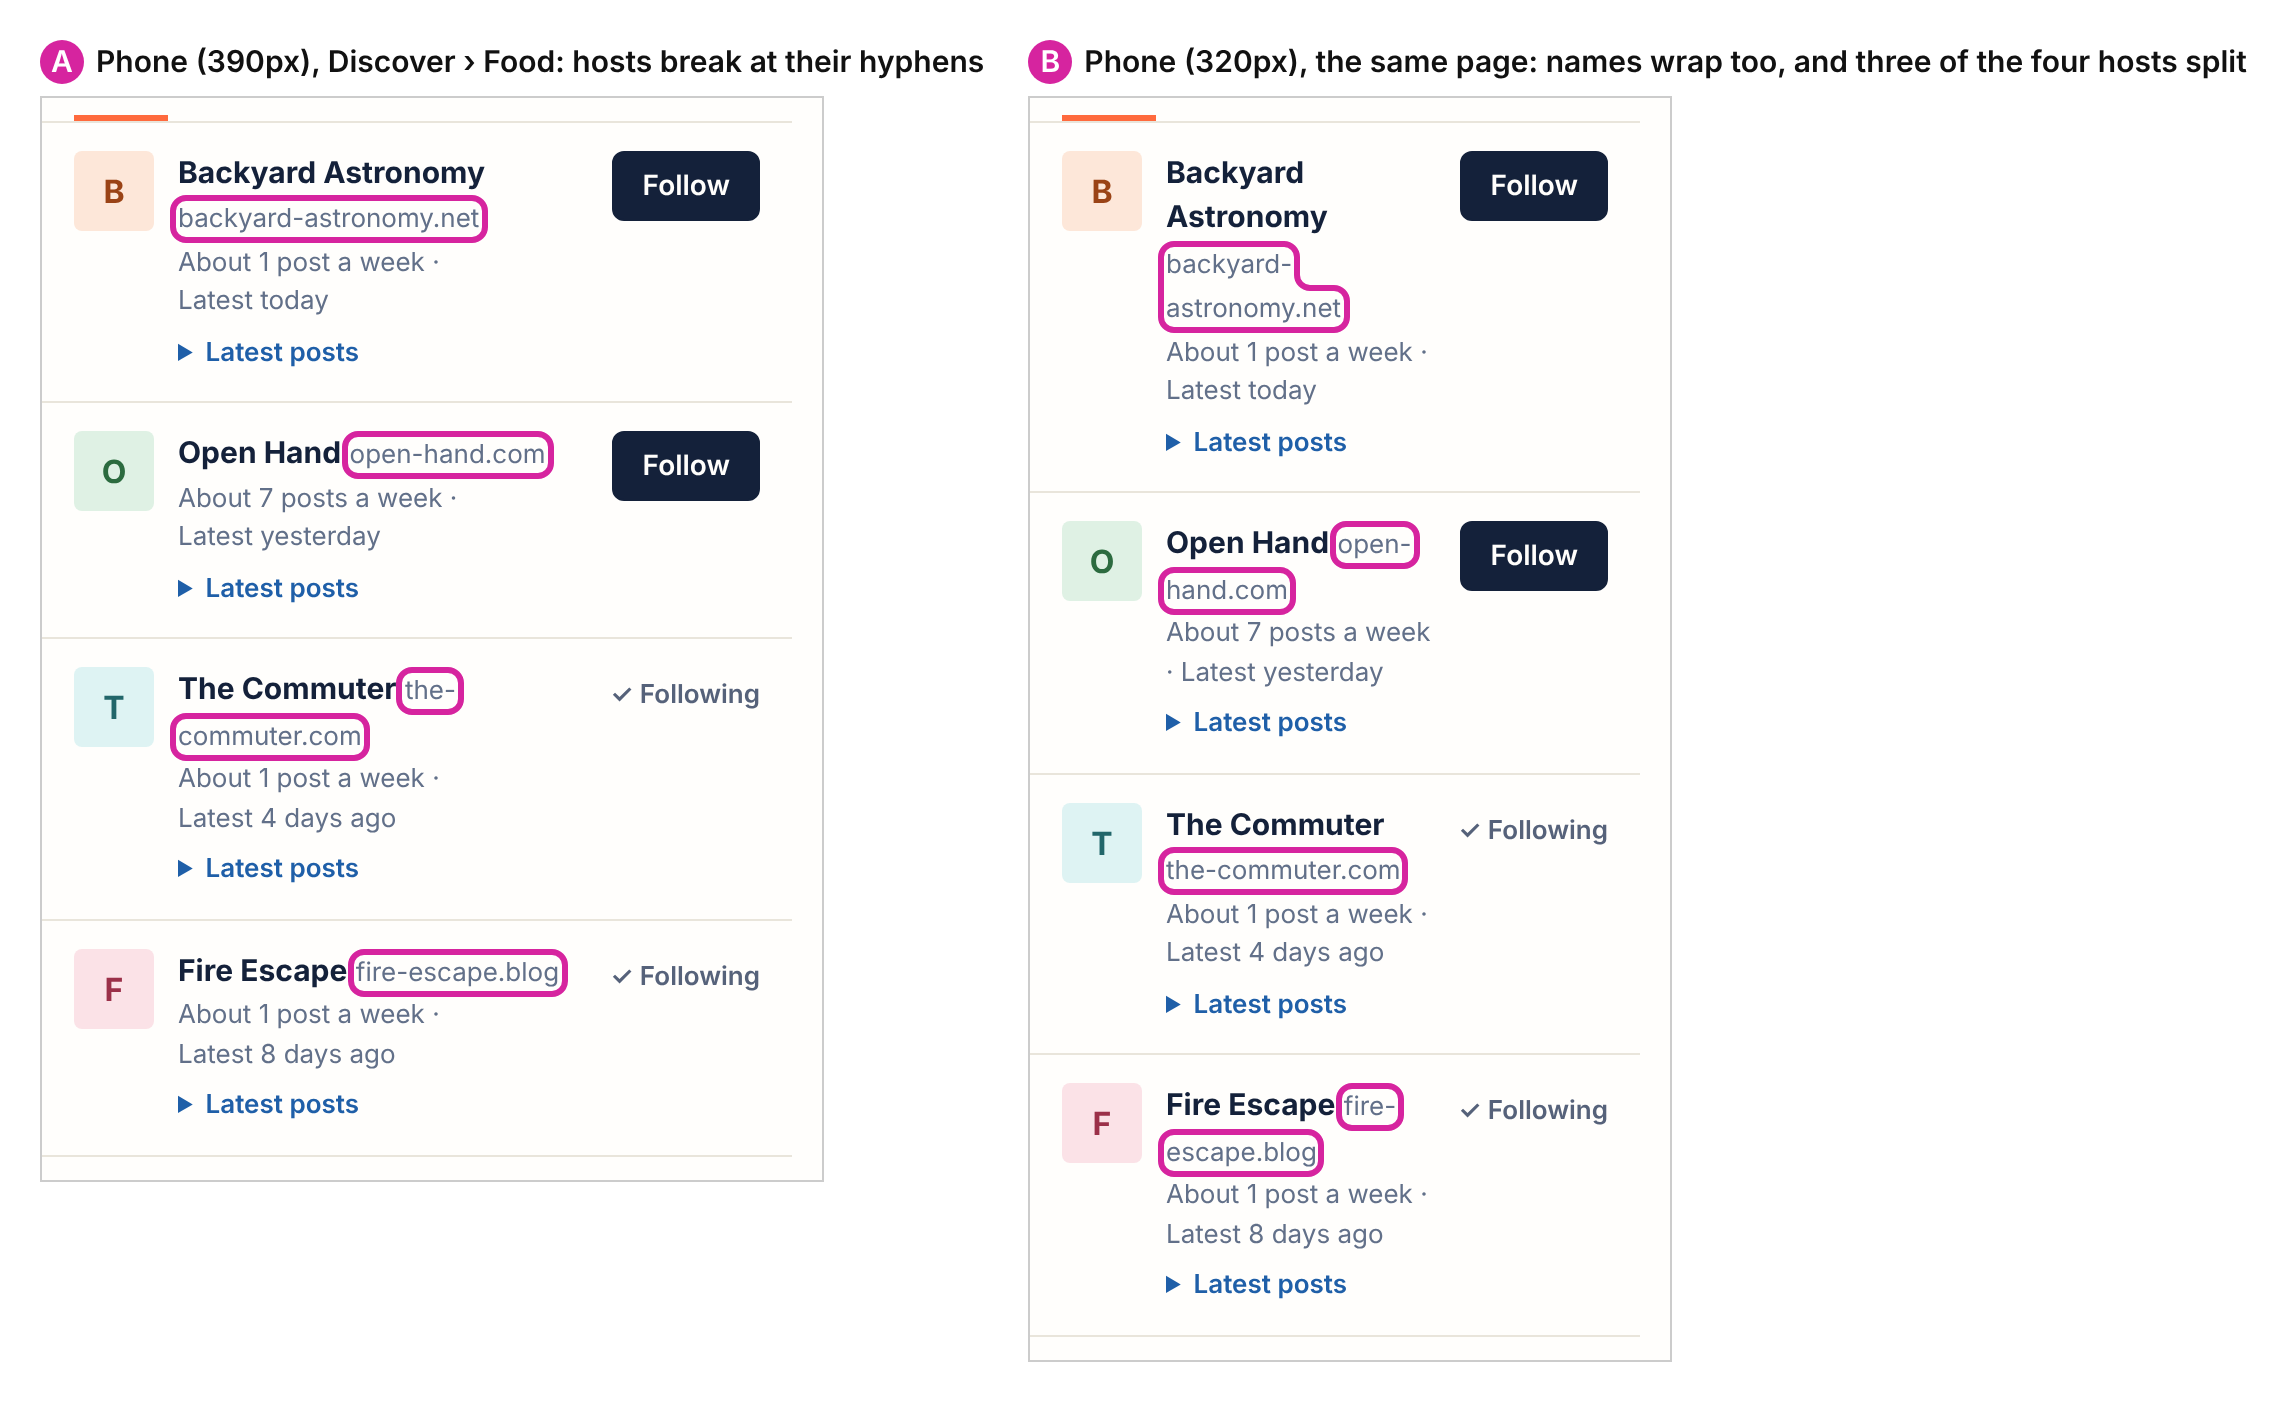 A Phone (390px), Discover › Food: hosts break at their hyphens
B
Backyard Astronomy
Follow
backyard-astronomy.net
About 1 post a week ·
Latest today
▶ Latest posts
O
Open Hand open-hand.com
Follow
About 7 posts a week ·
Latest yesterday
▶ Latest posts
T
The Commuter the-
✓ Following
commuter.com
About 1 post a week ·
Latest 4 days ago
▶ Latest posts
F
Fire Escape fire-escape.blog
✓ Following
About 1 post a week ·
Latest 8 days ago
▶ Latest posts
B Phone (320px), the same page: names wrap too, and three of the four hosts split
B
Backyard
Astronomy
Follow
backyard-
astronomy.net
About 1 post a week ·
Latest today
▶ Latest posts
O
Open Hand open-
Follow
hand.com
About 7 posts a week
· Latest yesterday
▶ Latest posts
T
The Commuter
✓ Following
the-commuter.com
About 1 post a week ·
Latest 4 days ago
▶ Latest posts
F
Fire Escape fire-
✓ Following
escape.blog
About 1 post a week ·
Latest 8 days ago
▶ Latest posts